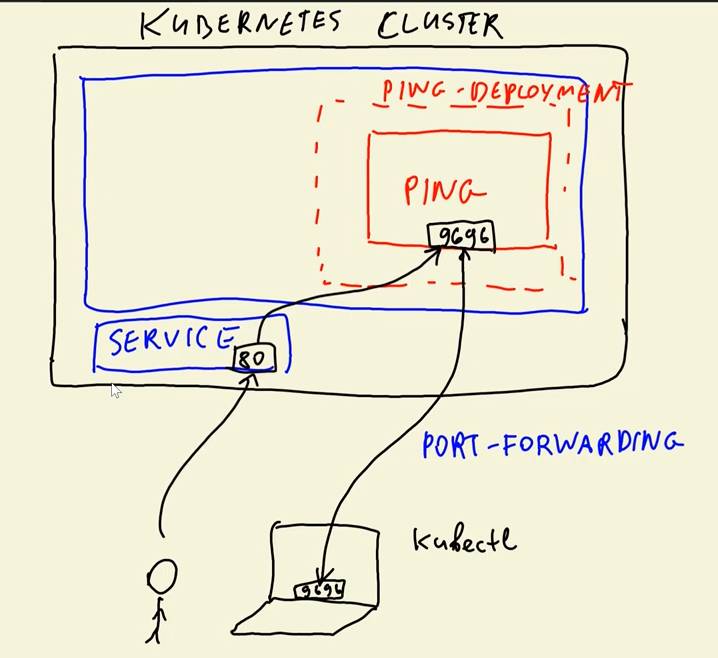 KUBERNETES CLUSTER
PING-DEPLOYMENT
PING
9696
SERVICE
80
PORT-FORWARDING
Kubectl
9696